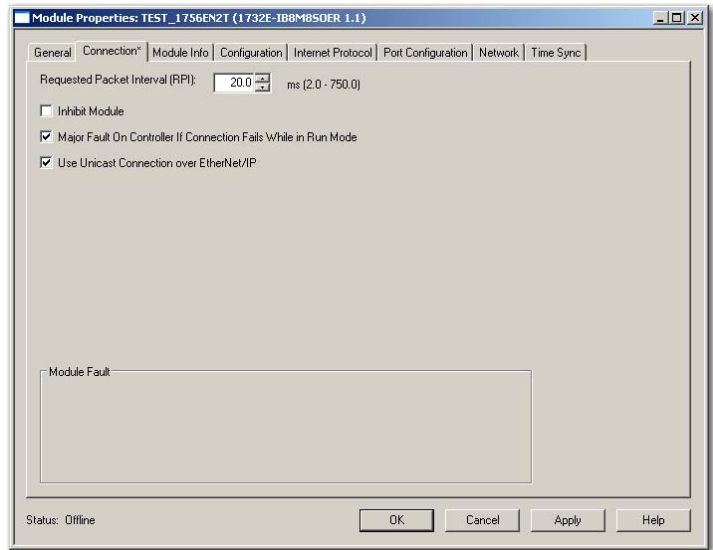 Module Properties: TEST_1756EN2T (1732E-IB8M8SOER 1.1)
General Connection* Module Info Configuration Internet Protocol Port Configuration Network Time Sync
Requested Packet Interval (RPI): 20.0 ms (2.0 - 750.0)
Inhibit Module
Major Fault On Controller If Connection Fails While in Run Mode
Use Unicast Connection over EtherNet/IP
Module Fault
Status: Offline OK Cancel Apply Help